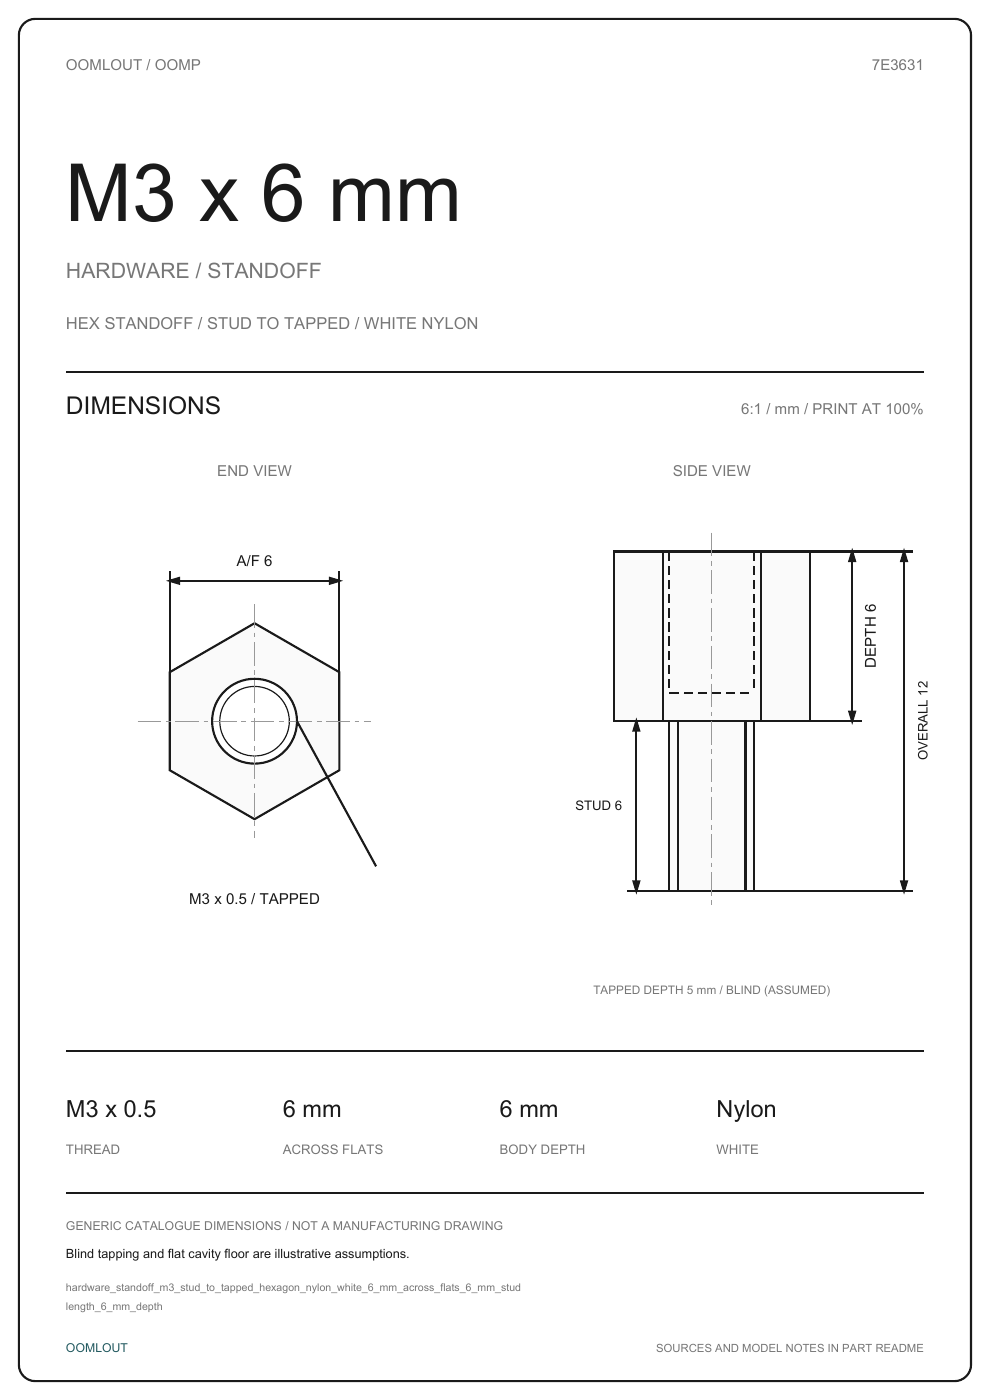 OOMLOUT / OOMP
7E3631
M3 x 6 mm
HARDWARE / STANDOFF
HEX STANDOFF / STUD TO TAPPED / WHITE NYLON
DIMENSIONS
6:1 / mm / PRINT AT 100%
END VIEW
SIDE VIEW
A/F 6
DEPTH 6
OVERALL 12
STUD 6
M3 x 0.5 / TAPPED
TAPPED DEPTH 5 mm / BLIND (ASSUMED)
M3 x 0.5
6 mm
6 mm
Nylon
THREAD
ACROSS FLATS
BODY DEPTH
WHITE
GENERIC CATALOGUE DIMENSIONS / NOT A MANUFACTURING DRAWING
Blind tapping and flat cavity floor are illustrative assumptions.
hardware_standoff_m3_stud_to_tapped_hexagon_nylon_white_6_mm_across_flats_6_mm_stud
length_6_mm_depth
OOMLOUT
SOURCES AND MODEL NOTES IN PART README